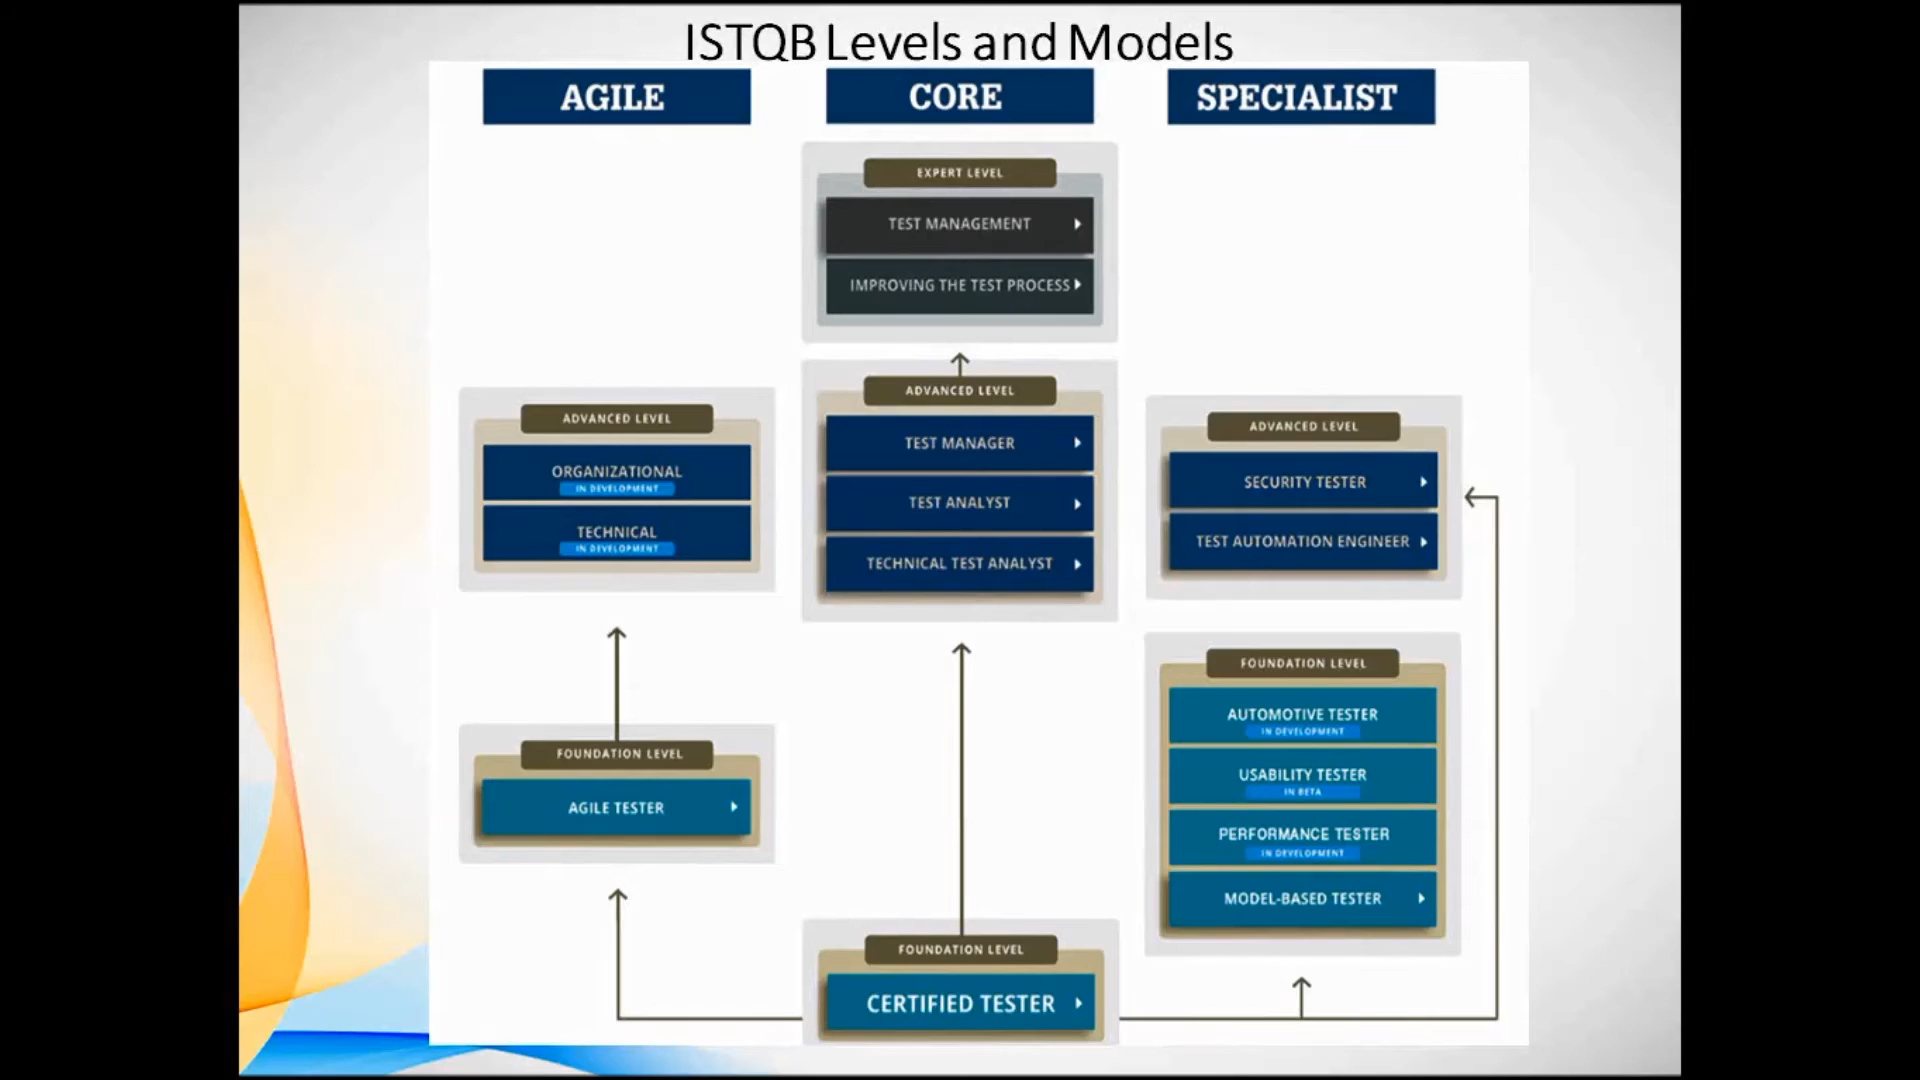 ISTQB Levels and Models
AGILE
CORE
SPECIALIST
EXPERT LEVEL
TEST MANAGEMENT
IMPROVING THE TEST PROCESS
ADVANCED LEVEL
ORGANIZATIONAL
IN DEVELOPMENT
TECHNICAL
IN DEVELOPMENT
ADVANCED LEVEL
TEST MANAGER
TEST ANALYST
TECHNICAL TEST ANALYST
ADVANCED LEVEL
SECURITY TESTER
TEST AUTOMATION ENGINEER
FOUNDATION LEVEL
AGILE TESTER
FOUNDATION LEVEL
AUTOMOTIVE TESTER
IN DEVELOPMENT
USABILITY TESTER
IN BETA
PERFORMANCE TESTER
IN DEVELOPMENT
MODEL-BASED TESTER
FOUNDATION LEVEL
CERTIFIED TESTER